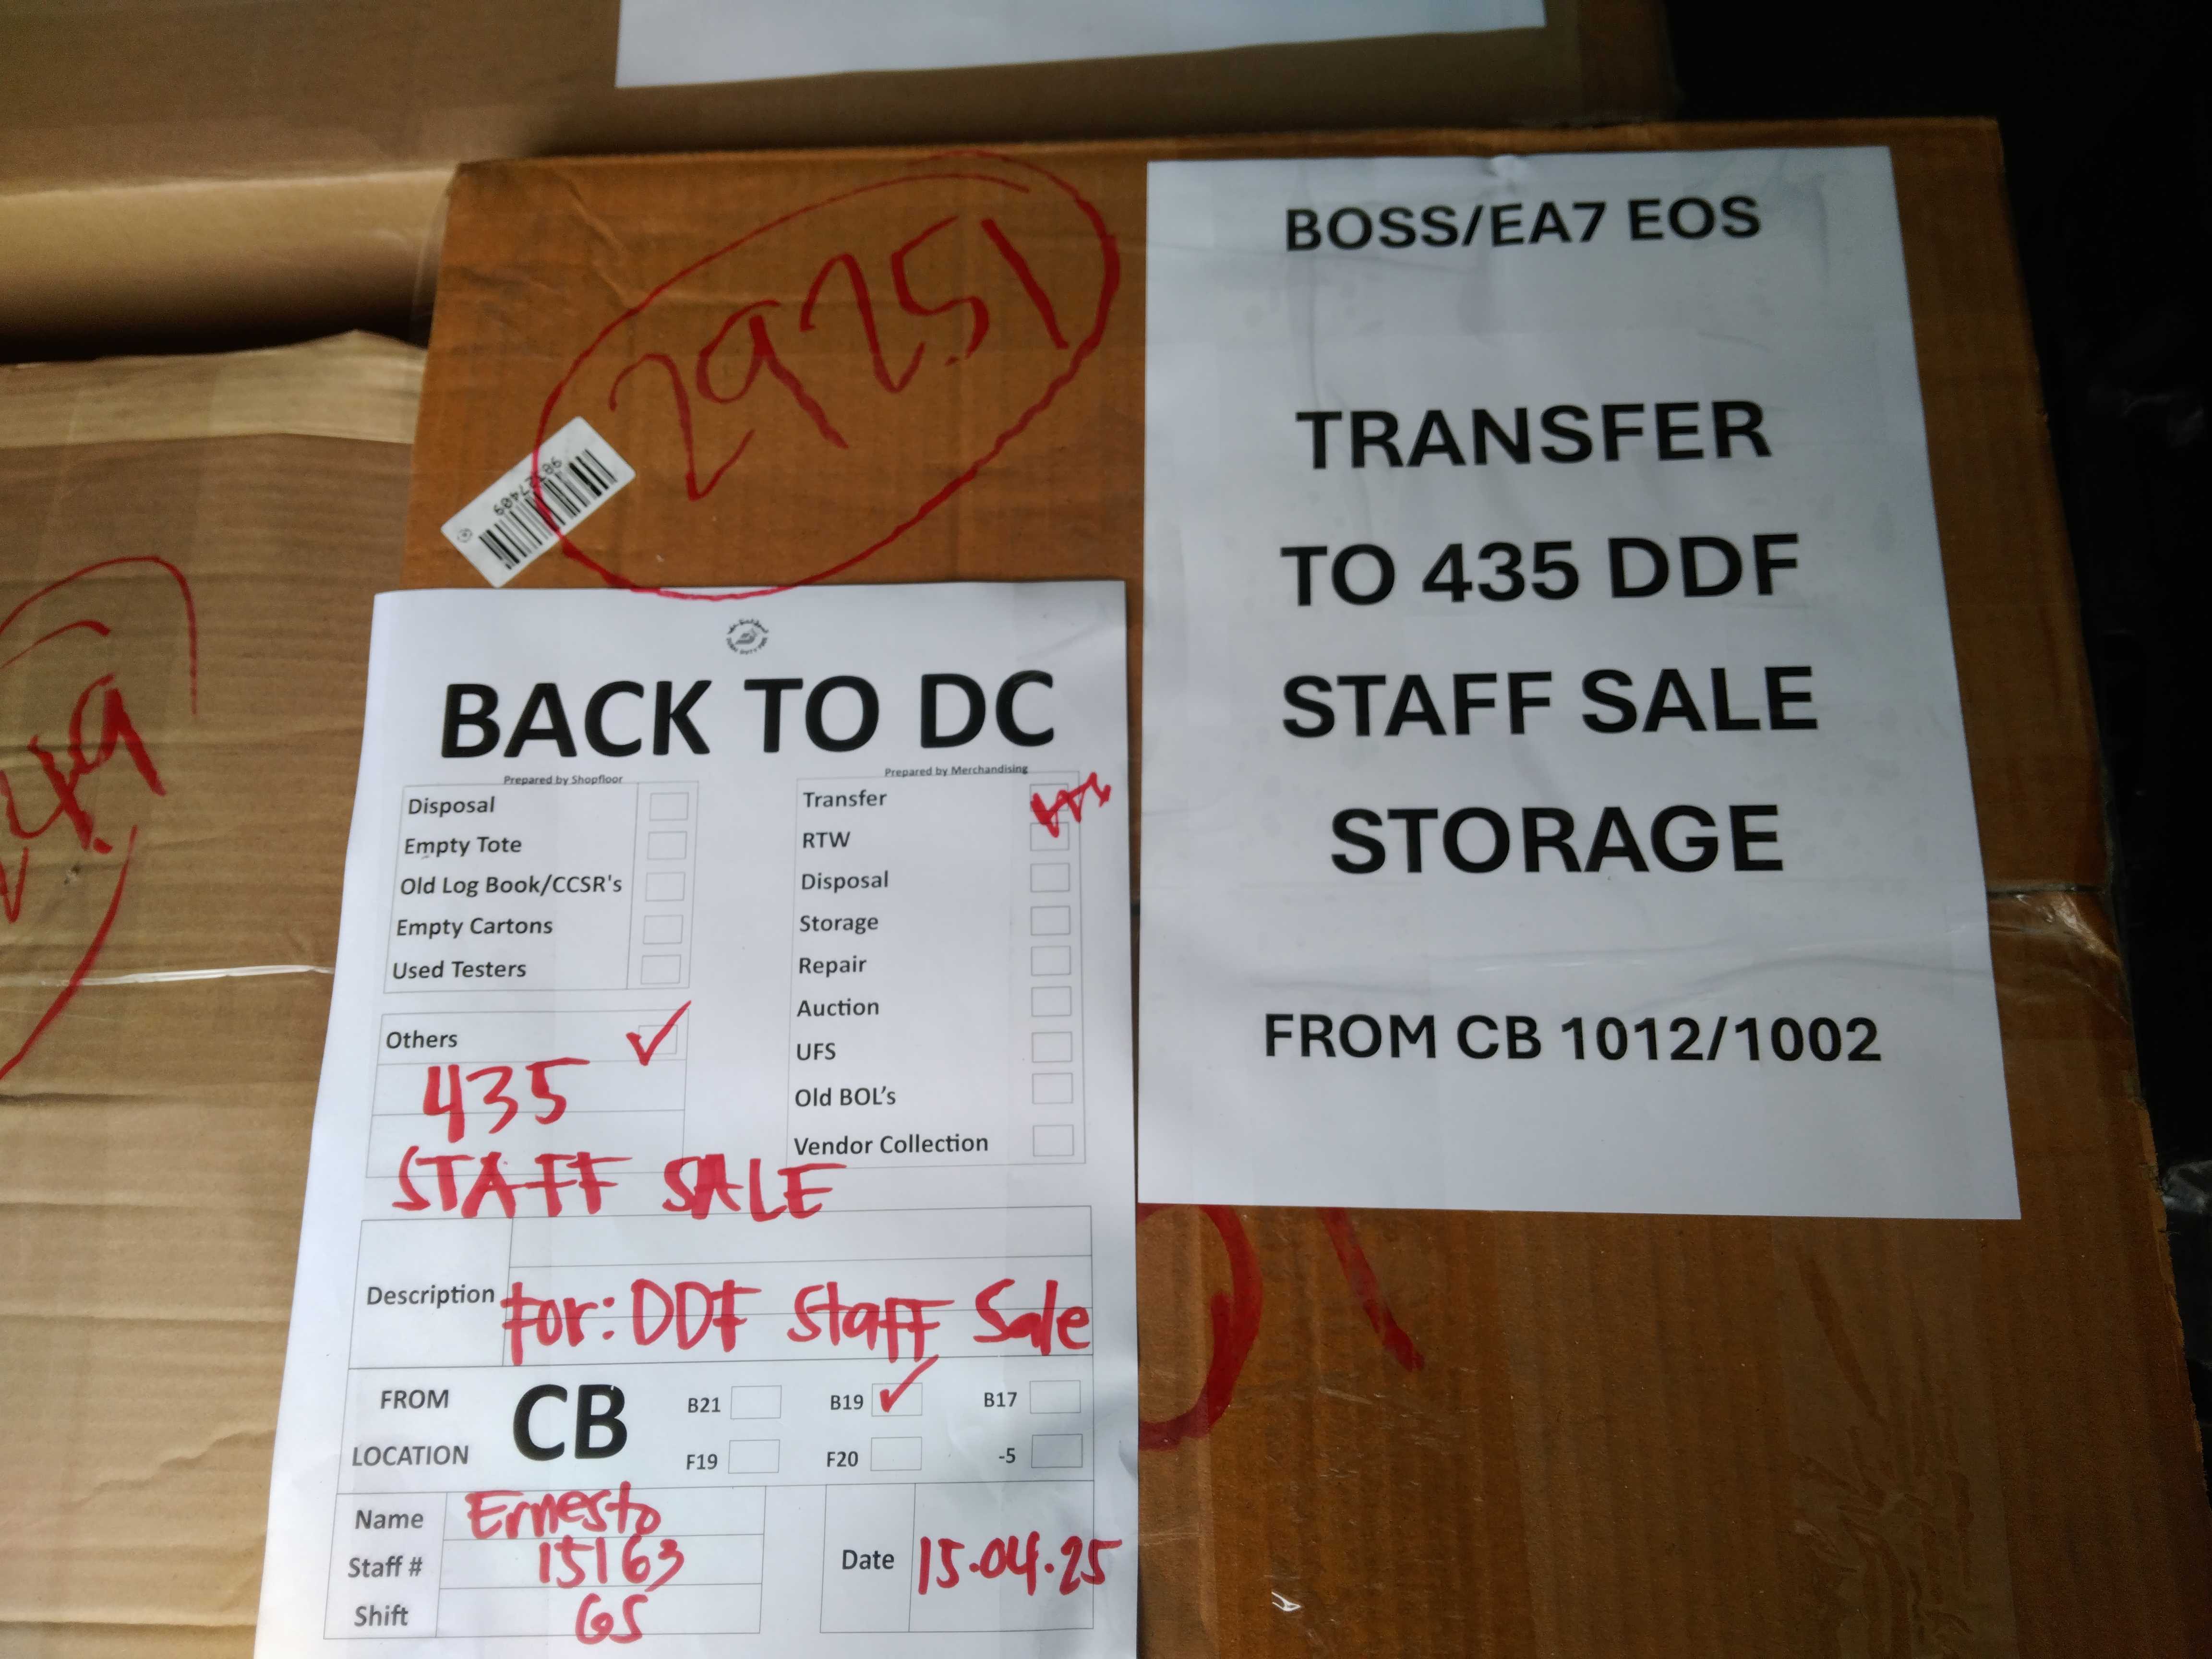 29251
BOSS/EA7 EOS
TRANSFER
TO 435 DDF
STAFF SALE
STORAGE
FROM CB 1012/1002
BACK TO DC
Prepared by Shopfloor
Disposal
Empty Tote
Old Log Book/CCSR's
Empty Cartons
Used Testers
Others
435
STAFF SALE
Prepared by Merchandising
Transfer
RTW
Disposal
Storage
Repair
Auction
UFS
Old BOL's
Vendor Collection
Description
For: DDF Staff Sale
FROM LOCATION
CB
B21
B19
B17
F19
F20
-5
Name Ernesto
Staff # 15163
Shift GS
Date 15.04.25
49